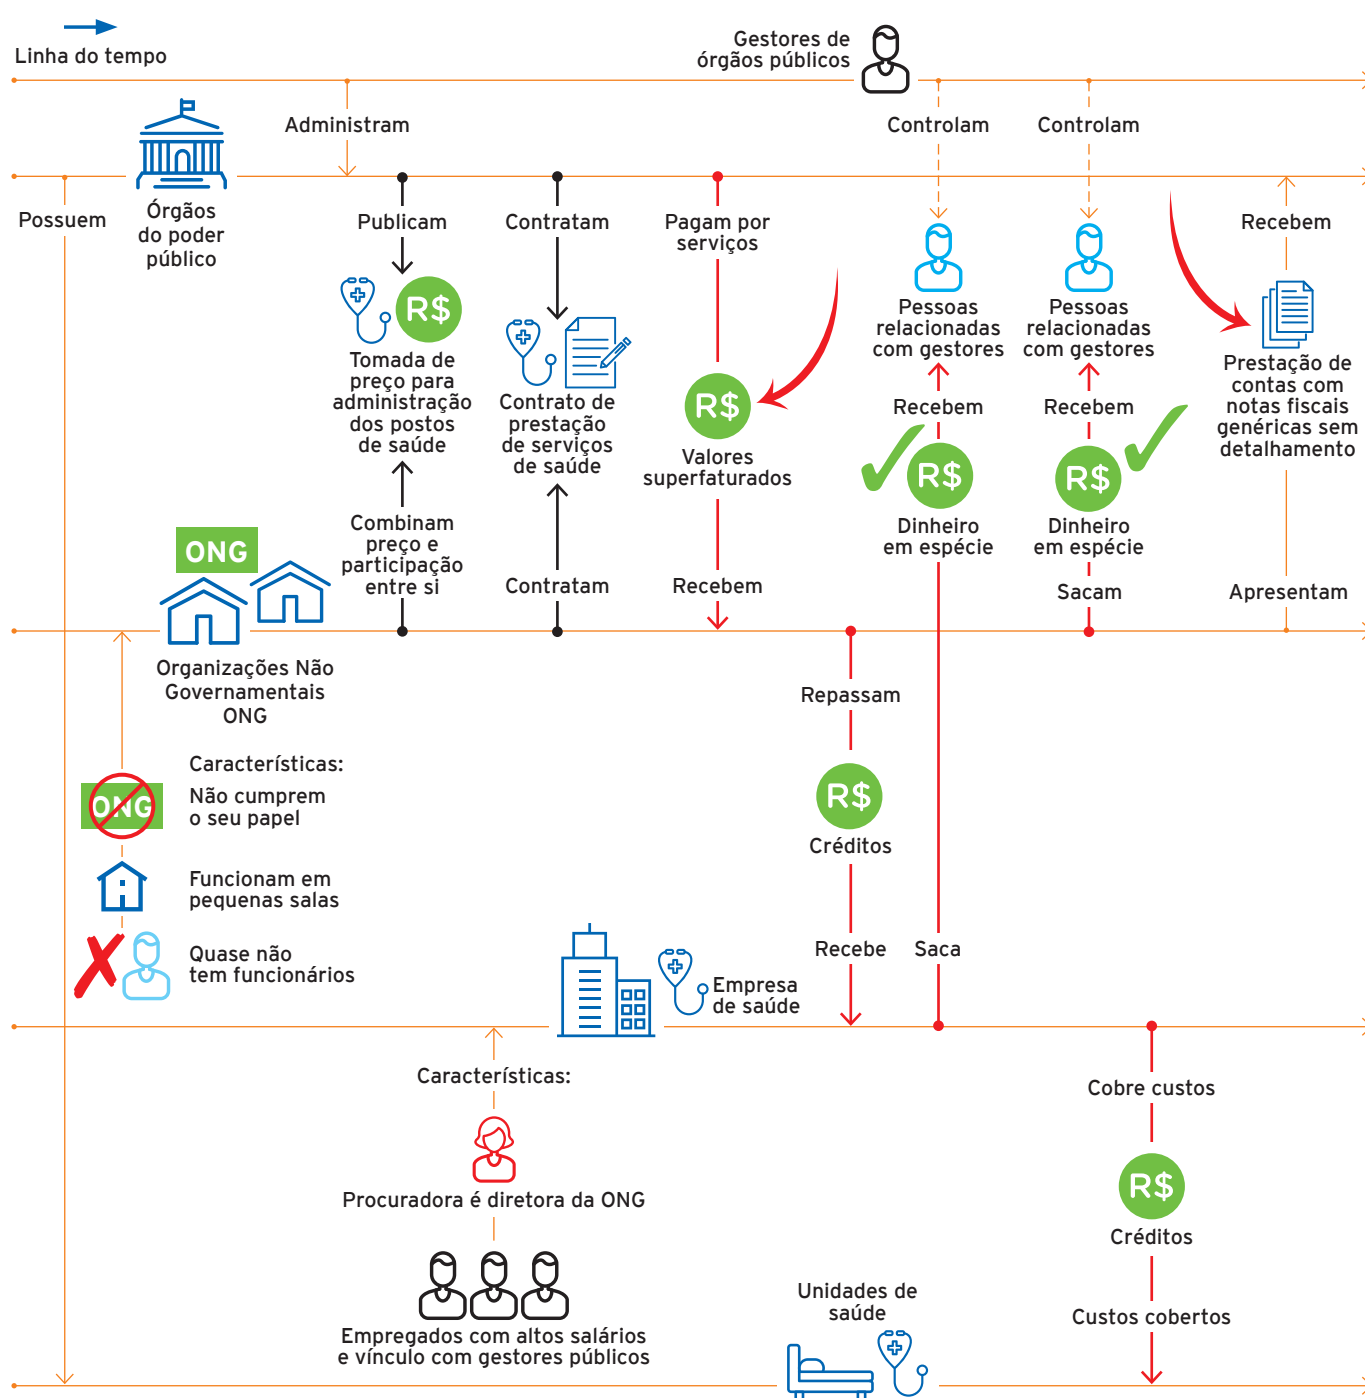 Linha do tempo
Gestores de
órgãos públicos
Administram
Controlam
Controlam
Possuem
Órgãos
do poder
público
Publicam
R$
Tomada de
preço para
administração
dos postos
de saúde
Combinam
preço e
participação
entre si
Contratam
Contrato de
prestação
de serviços
de saúde
Contratam
Pagam por
serviços
R$
Valores
superfaturados
Recebem
Pessoas
relacionadas
com gestores
Recebem
R$
Dinheiro
em espécie
Pessoas
relacionadas
com gestores
Recebem
R$
Dinheiro
em espécie
Sacam
Recebem
Prestação de
contas com
notas fiscais
genéricas sem
detalhamento
Apresentam
ONG
Organizações Não
Governamentais
ONG
Características:
ONG
Não cumprem
o seu papel
Funcionam em
pequenas salas
Quase não
tem funcionários
Repassam
R$
Créditos
Recebe
Saca
Empresa
de saúde
Características:
Procuradora é diretora da ONG
Empregados com altos salários
e vínculo com gestores públicos
Cobre custos
R$
Créditos
Custos cobertos
Unidades de
saúde